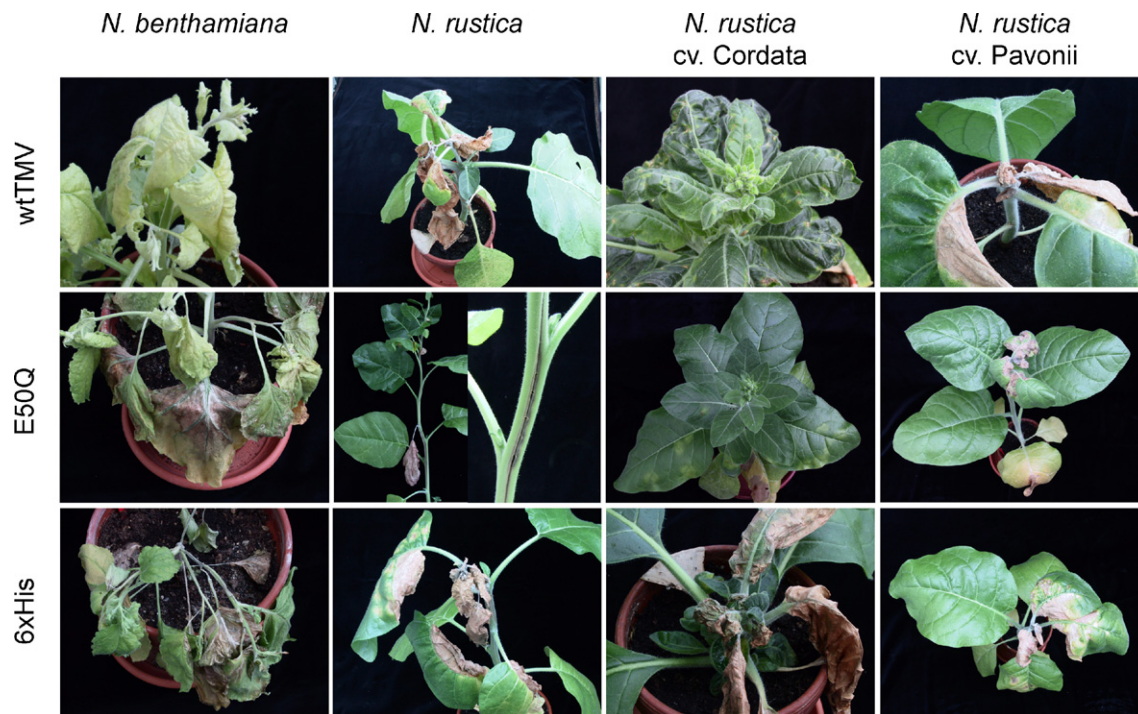 N. benthamiana
N. rustica
N. rustica
cv. Cordata
N. rustica
cv. Pavonii
wtTMV
E50Q
6xHis